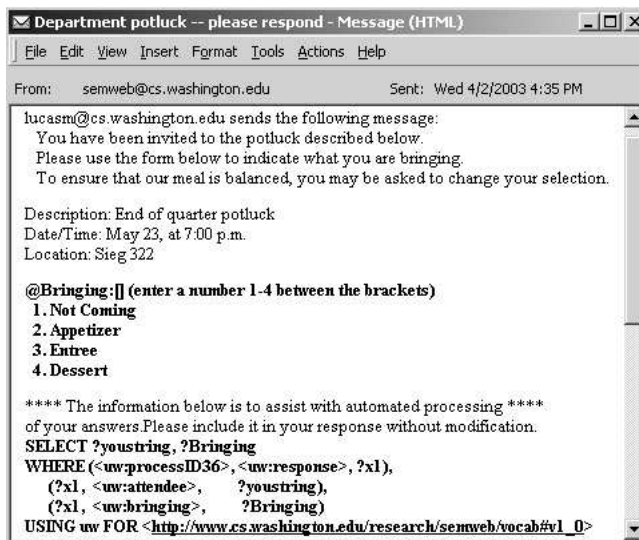 Department potluck -- please respond - Message (HTML)
File Edit View Insert Format Tools Actions Help
From: semweb@cs.washington.edu Sent: Wed 4/2/2003 4:35 PM
lucasm@cs.washington.edu sends the following message:
You have been invited to the potluck described below.
Please use the form below to indicate what you are bringing.
To ensure that our meal is balanced, you may be asked to change your selection.
Description: End of quarter potluck
Date/Time: May 23, at 7:00 p.m.
Location: Sieg 322
@Bringing:[] (enter a number 1-4 between the brackets)
1. Not Coming
2. Appetizer
3. Entree
4. Dessert
**** The information below is to assist with automated processing ****
of your answers.Please include it in your response without modification.
SELECT ?youstring, ?Bringing
WHERE (<uw:processID36>, <uw:response>, ?x1),
(?x1, <uw:attendee>, ?youstring),
(?x1, <uw:bringing>, ?Bringing)
USING uw FOR <http://www.cs.washington.edu/research/semweb/vocab#v1_0>